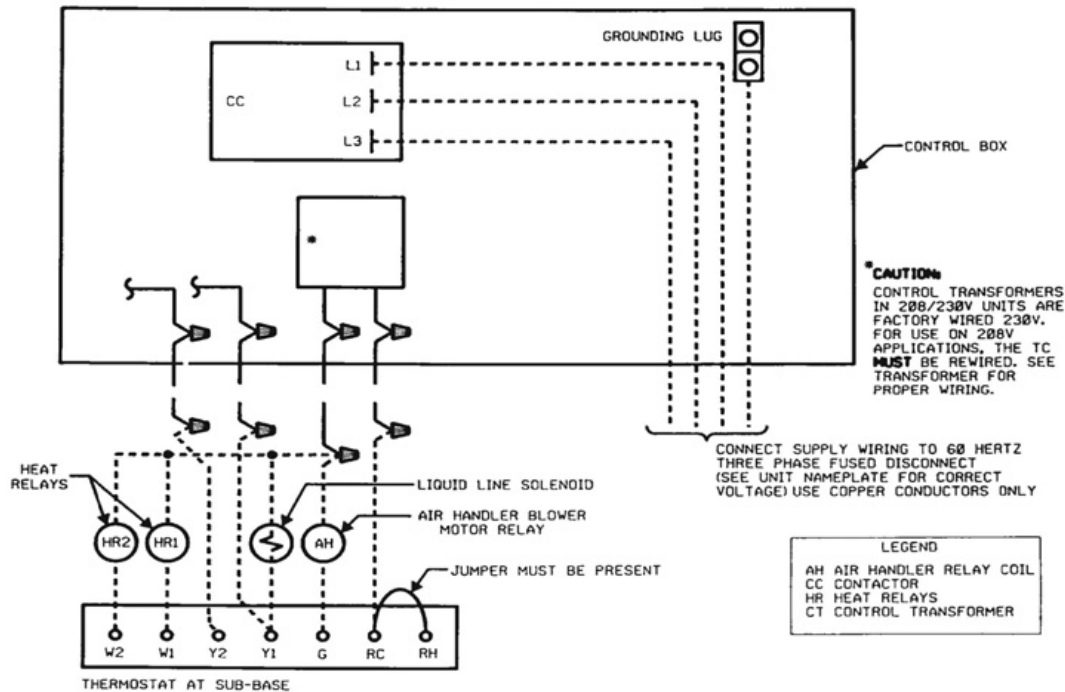 GROUNDING LUG
L1
CC
L2
L3
CONTROL BOX
*
*CAUTION:
CONTROL TRANSFORMERS
IN 208/230V UNITS ARE
FACTORY WIRED 230V.
FOR USE ON 208V
APPLICATIONS, THE TC
MUST BE REWIRED. SEE
TRANSFORMER FOR
PROPER WIRING.
CONNECT SUPPLY WIRING TO 60 HERTZ
THREE PHASE FUSED DISCONNECT
(SEE UNIT NAMEPLATE FOR CORRECT
VOLTAGE) USE COPPER CONDUCTORS ONLY
HEAT
RELAYS
LIQUID LINE SOLENOID
AIR HANDLER BLOWER
MOTOR RELAY
HR2
HR1
AH
JUMPER MUST BE PRESENT
LEGEND
AH AIR HANDLER RELAY COIL
CC CONTACTOR
HR HEAT RELAYS
CT CONTROL TRANSFORMER
W2
W1
Y2
Y1
G
RC
RH
THERMOSTAT AT SUB-BASE